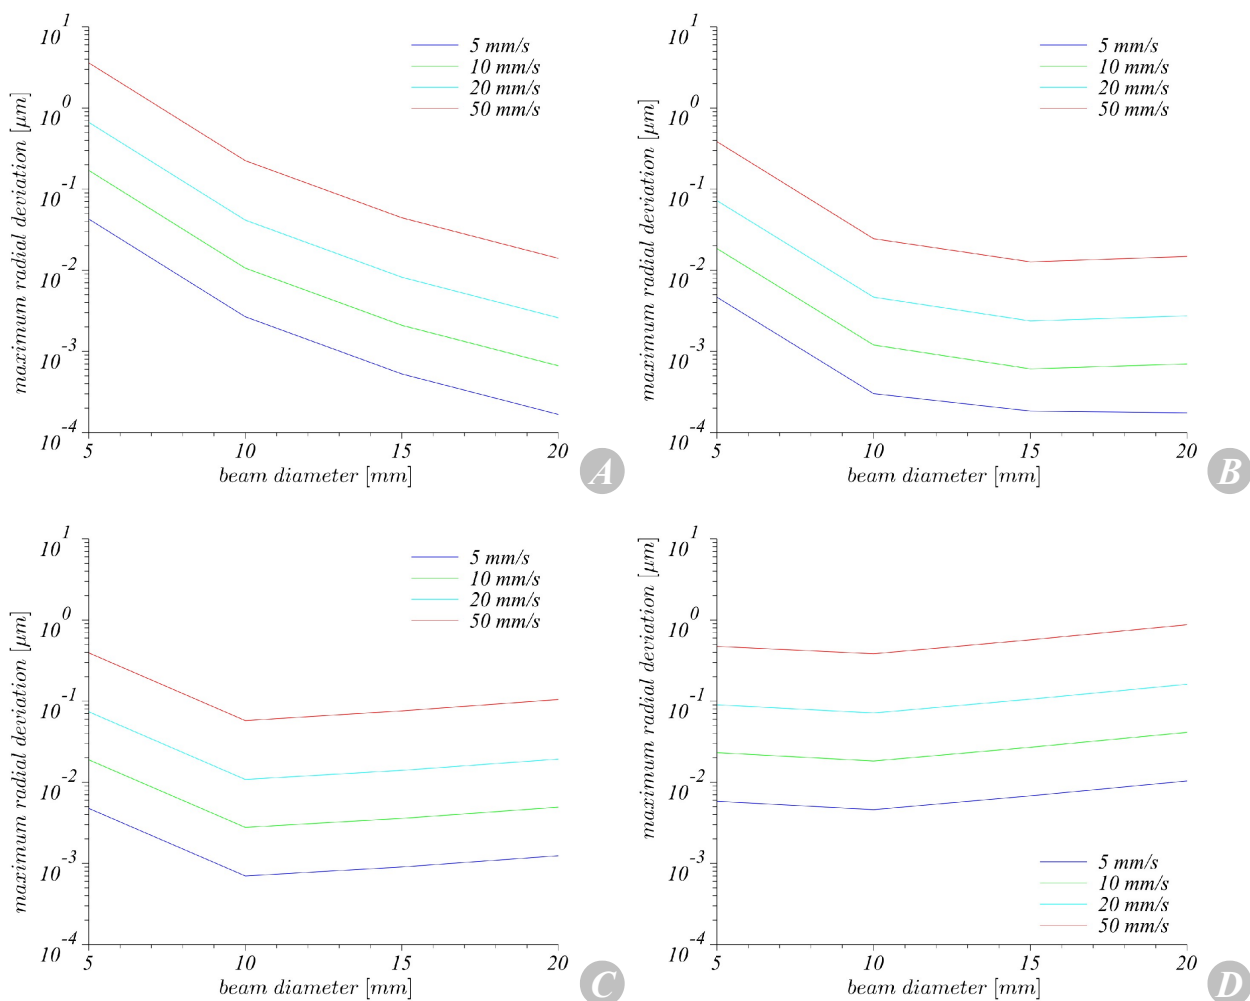 maximum radial deviation [μm]
10^1
10^0
10^-1
10^-2
10^-3
10^-4
5 mm/s
10 mm/s
20 mm/s
50 mm/s
5 10 15 20
beam diameter [mm]
A
maximum radial deviation [μm]
10^1
10^0
10^-1
10^-2
10^-3
10^-4
5 mm/s
10 mm/s
20 mm/s
50 mm/s
5 10 15 20
beam diameter [mm]
B
maximum radial deviation [μm]
10^1
10^0
10^-1
10^-2
10^-3
10^-4
5 mm/s
10 mm/s
20 mm/s
50 mm/s
5 10 15 20
beam diameter [mm]
C
maximum radial deviation [μm]
10^1
10^0
10^-1
10^-2
10^-3
10^-4
5 mm/s
10 mm/s
20 mm/s
50 mm/s
5 10 15 20
beam diameter [mm]
D